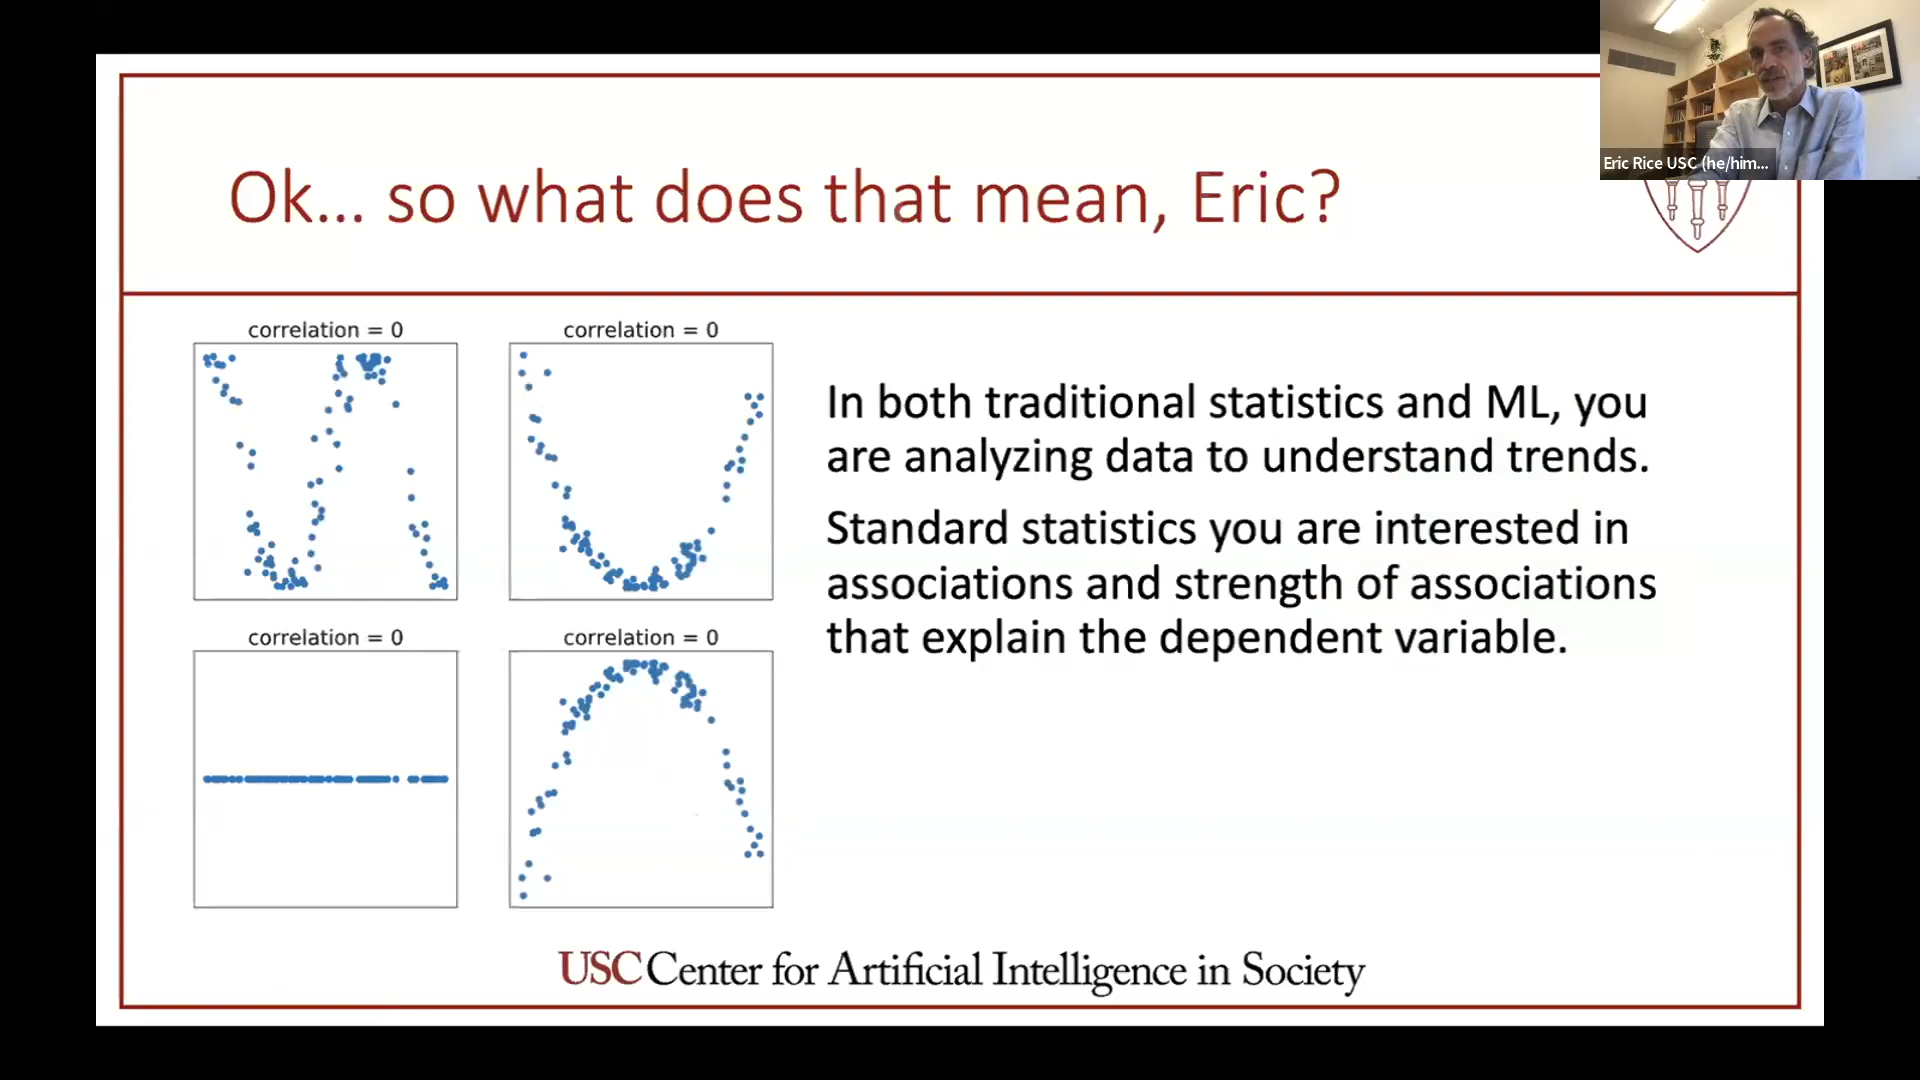 Eric Rice USC (he/him...
Ok... so what does that mean, Eric?
correlation = 0
correlation = 0
correlation = 0
correlation = 0
In both traditional statistics and ML, you
are analyzing data to understand trends.
Standard statistics you are interested in
associations and strength of associations
that explain the dependent variable.
USC Center for Artificial Intelligence in Society